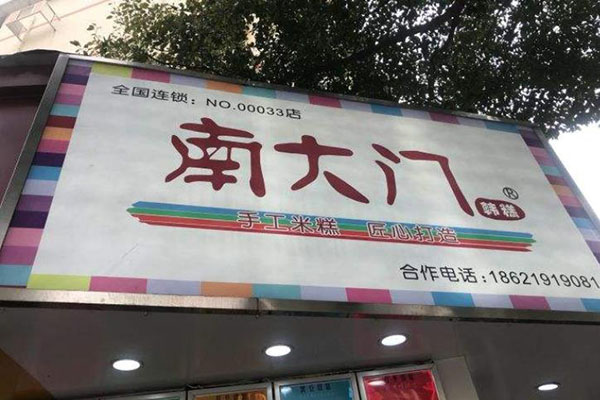 全国连锁：NO.00033店
南大门
®
韩糕
手工米糕 匠心打造
合作电话:18621919081